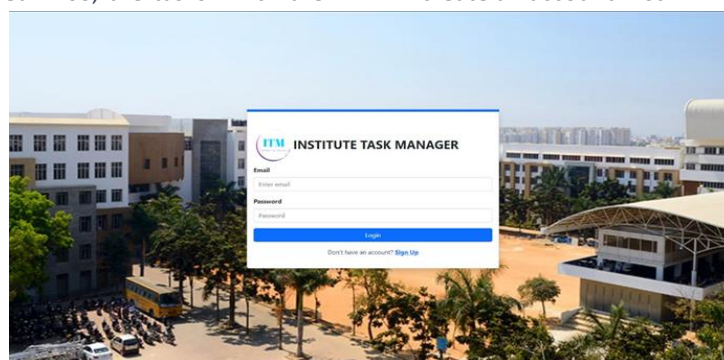 ITM INSTITUTE TASK MANAGER
Email
Enter email
Password
Password
Login
Don't have an account? Sign Up